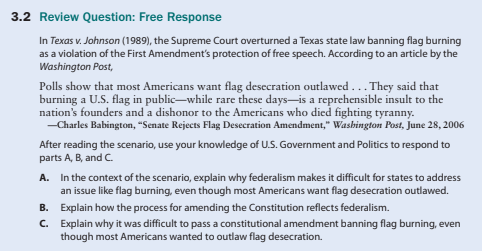 3.2 Review Question: Free Response
In Texas v. Johnson (1989), the Supreme Court overturned a Texas state law banning flag burning
as a violation of the First Amendment's protection of free speech. According to an article by the
Washington Post,
Polls show that most Americans want flag desecration outlawed . . . They said that
burning a U.S. flag in public—while rare these days—is a reprehensible insult to the
nation's founders and a dishonor to the Americans who died fighting tyranny.
—Charles Babington, “Senate Rejects Flag Desecration Amendment,” Washington Post, June 28, 2006
After reading the scenario, use your knowledge of U.S. Government and Politics to respond to
parts A, B, and C.
A. In the context of the scenario, explain why federalism makes it difficult for states to address
an issue like flag burning, even though most Americans want flag desecration outlawed.
B. Explain how the process for amending the Constitution reflects federalism.
C. Explain why it was difficult to pass a constitutional amendment banning flag burning, even
though most Americans wanted to outlaw flag desecration.